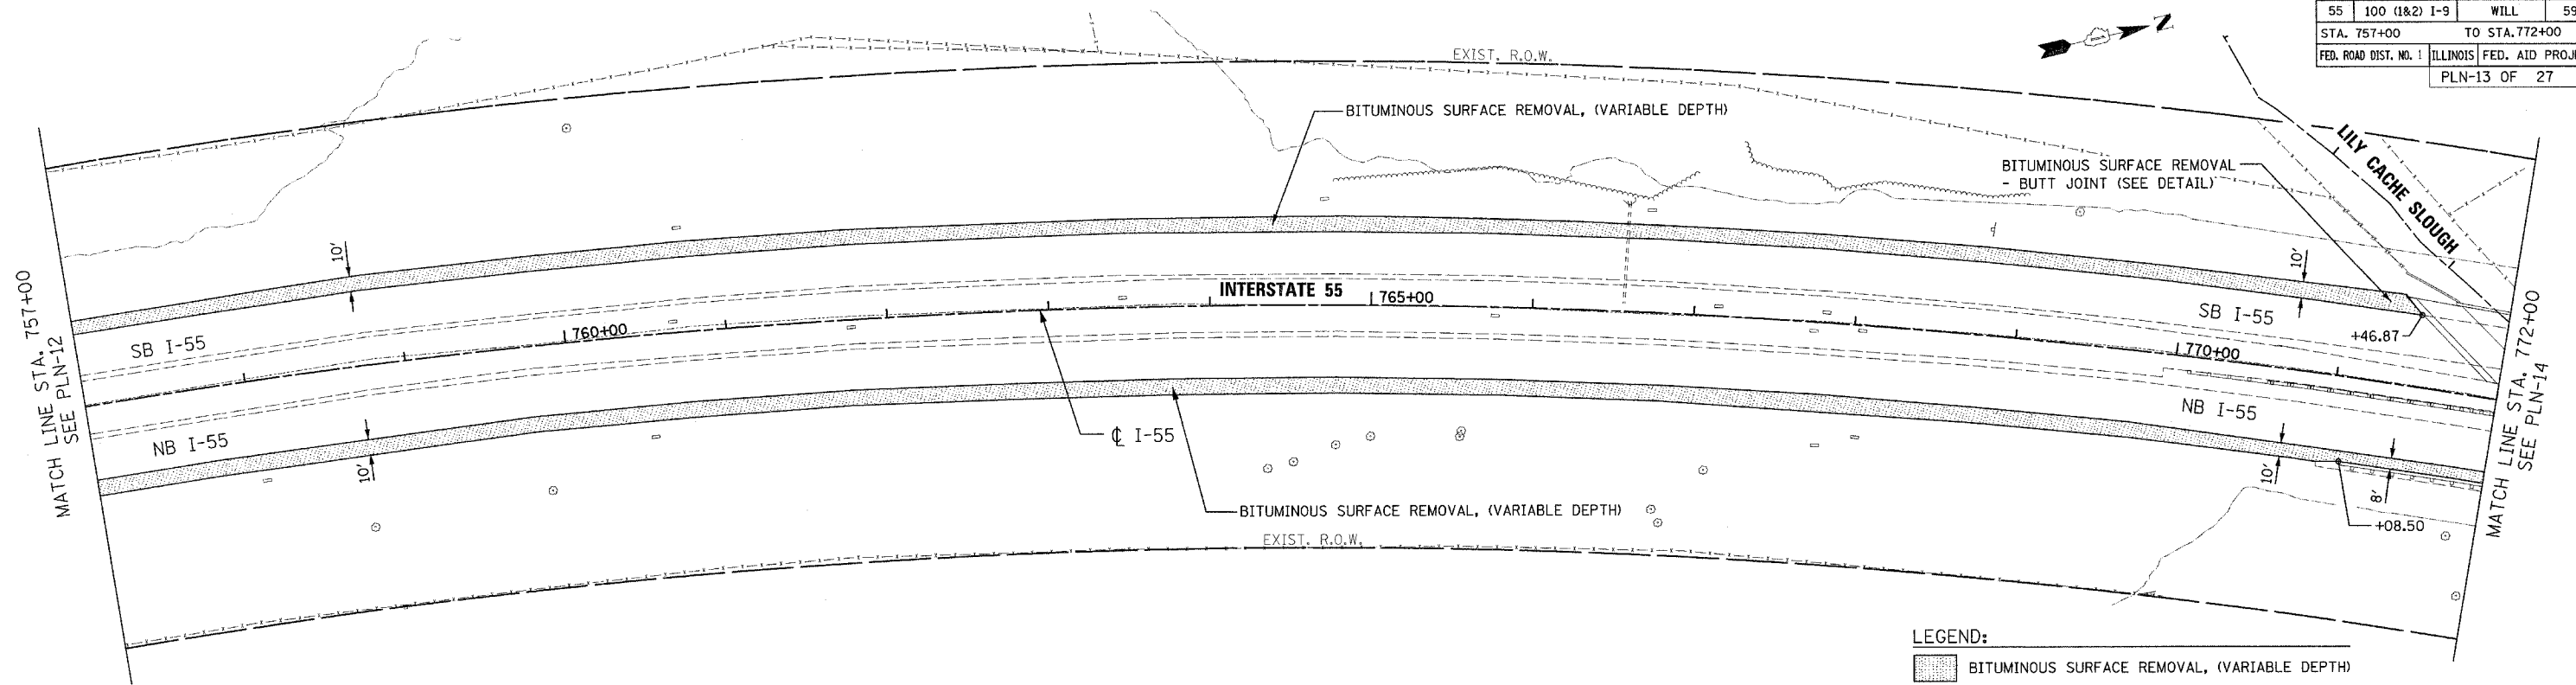 55 100 (1&2) I-9 WILL 59
STA. 757+00 TO STA.772+00
FED. ROAD DIST. NO. 1 ILLINOIS FED. AID
PLN-13 OF 27
N
EXIST. R.O.W.
BITUMINOUS SURFACE REMOVAL, (VARIABLE DEPTH)
BITUMINOUS SURFACE REMOVAL
- BUTT JOINT (SEE DETAIL)
LILY CACHE SLOUGH
MATCH LINE STA. 757+00
SEE PLN-12
10'
10'
SB I-55
760+00
INTERSTATE 55
765+00
SB I-55
+46.87
770+00
NB I-55
10'
℄ I-55
NB I-55
10'
8'
+08.50
MATCH LINE STA. 772+00
SEE PLN-14
BITUMINOUS SURFACE REMOVAL, (VARIABLE DEPTH)
EXIST. R.O.W.
LEGEND:
BITUMINOUS SURFACE REMOVAL, (VARIABLE DEPTH)